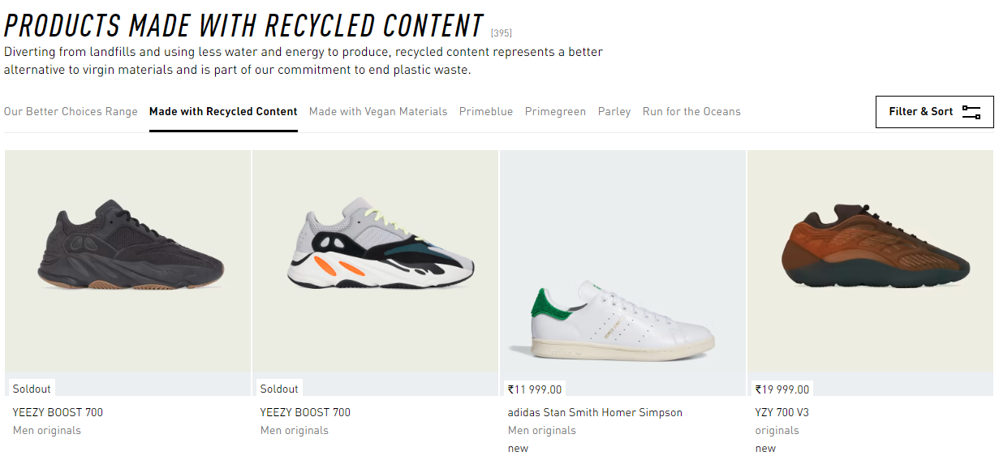 PRODUCTS MADE WITH RECYCLED CONTENT [395]
Diverting from landfills and using less water and energy to produce, recycled content represents a better
alternative to virgin materials and is part of our commitment to end plastic waste.
Our Better Choices Range Made with Recycled Content Made with Vegan Materials Primeblue Primegreen Parley Run for the Oceans Filter & Sort
Soldout Soldout ₹11 999.00 ₹19 999.00
YEEZY BOOST 700 YEEZY BOOST 700 adidas Stan Smith Homer Simpson YZY 700 V3
Men originals Men originals Men originals originals
new new